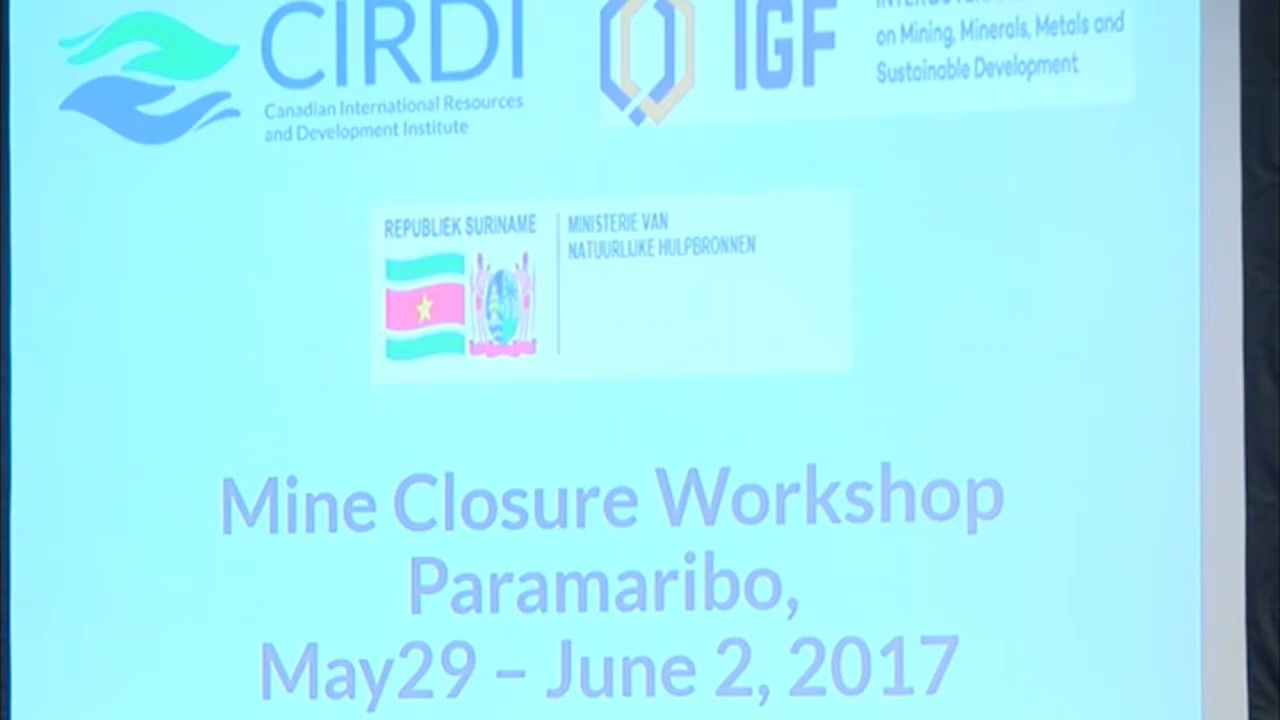 CIRDI
Canadian International Resources
and Development Institute
IGF
on Mining, Minerals, Metals and
Sustainable Development
REPUBLIEK SURINAME
MINISTERIE VAN
NATUURLIJKE HULPBRONNEN
Mine Closure Workshop
Paramaribo,
May29 – June 2, 2017